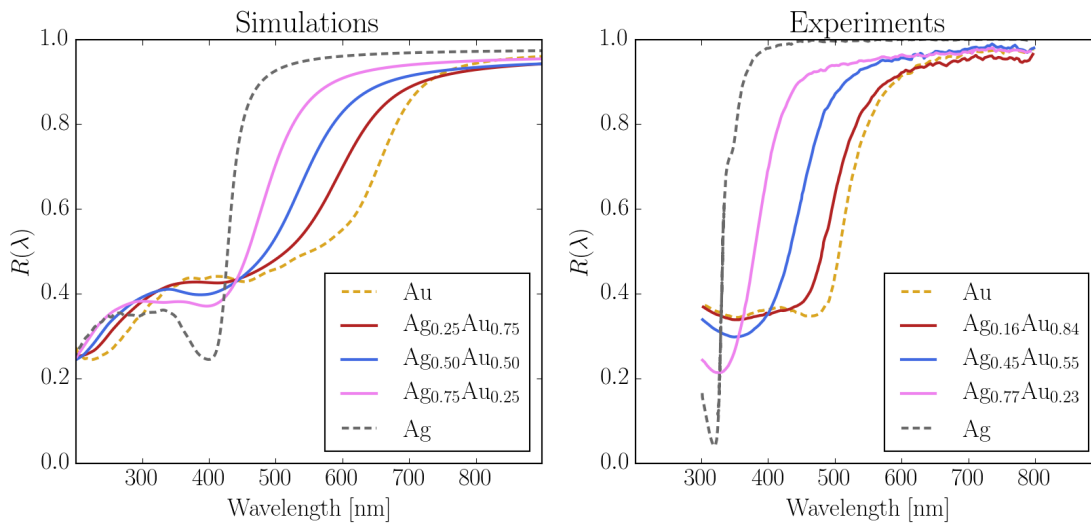 Simulations
1.0
0.8
0.6
0.4
0.2
0.0
R(λ)
300 400 500 600 700 800
Wavelength [nm]
Au
Ag0.25Au0.75
Ag0.50Au0.50
Ag0.75Au0.25
Ag
Experiments
1.0
0.8
0.6
0.4
0.2
0.0
R(λ)
300 400 500 600 700 800
Wavelength [nm]
Au
Ag0.16Au0.84
Ag0.45Au0.55
Ag0.77Au0.23
Ag